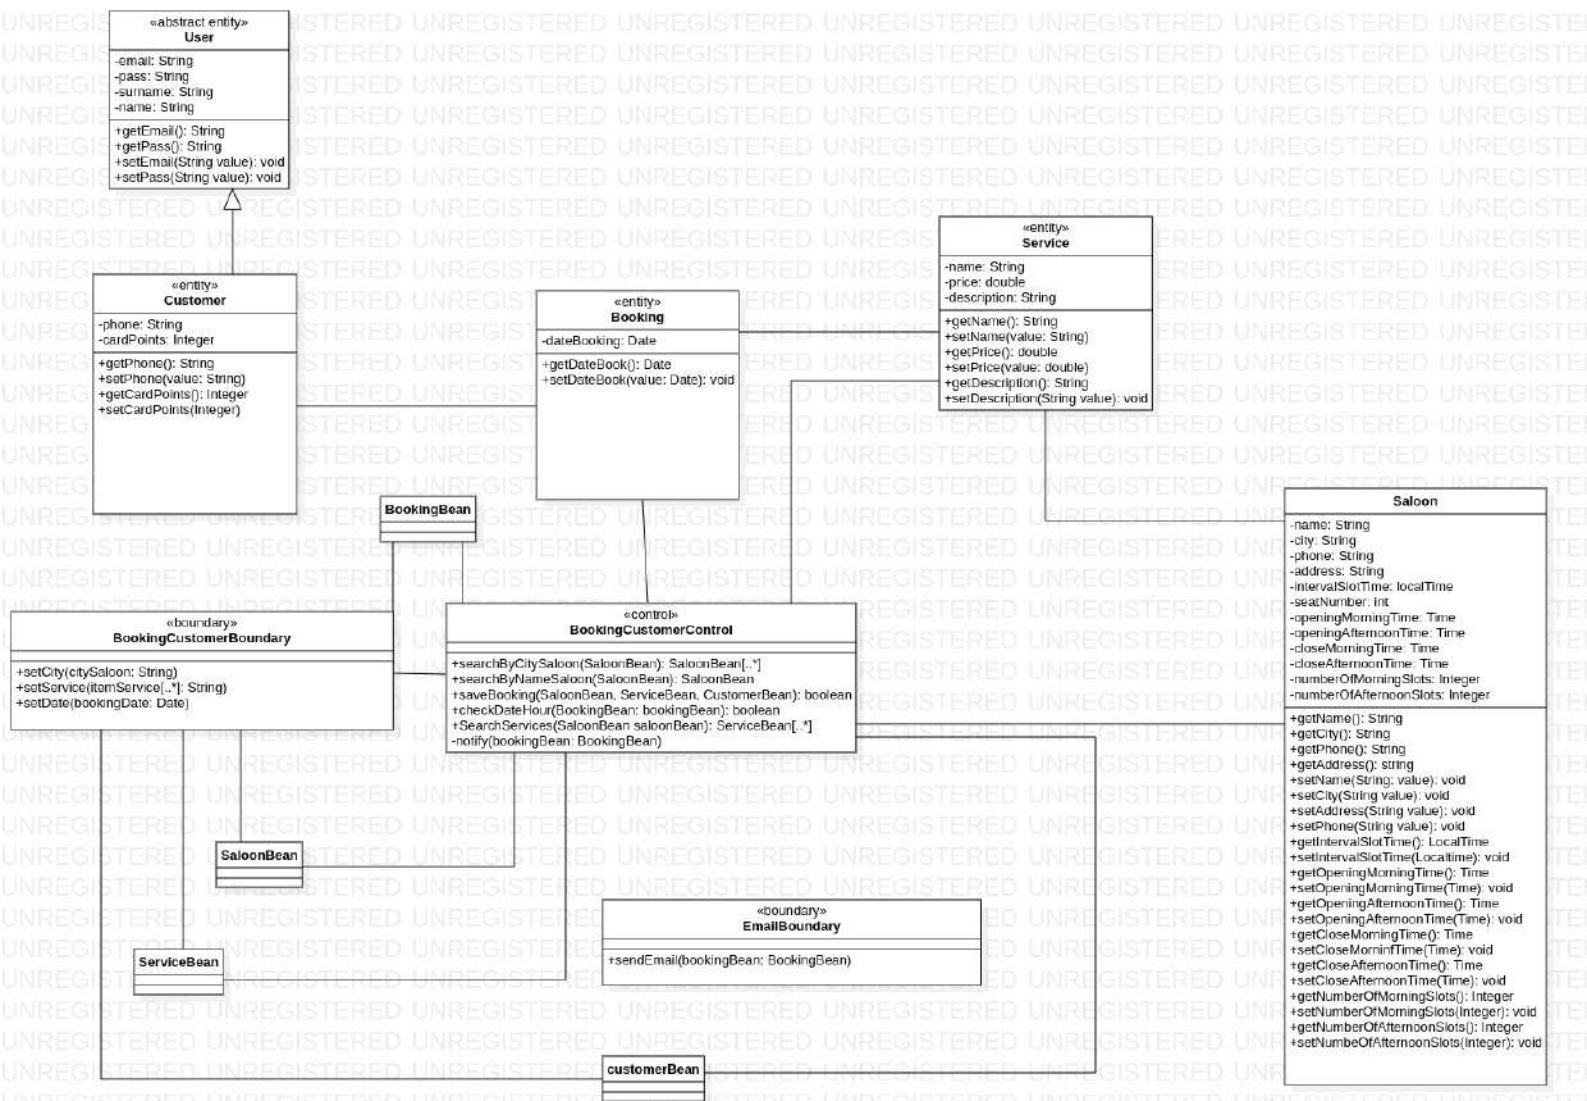 «abstract entity»
User
-email: String
-pass: String
-surname: String
-name: String
+getEmail(): String
+getPass(): String
+setEmail(String value): void
+setPass(String value): void
«entity»
Customer
-phone: String
-cardPoints: Integer
+getPhone(): String
+setPhone(value: String)
+getCardPoints(): Integer
+setCardPoints(Integer)
«entity»
Booking
-dateBooking: Date
+getDateBook(): Date
+setDateBook(value: Date): void
«entity»
Service
-name: String
-price: double
-description: String
+getName(): String
+setName(value: String)
+getPrice(): double
+setPrice(value: double)
+getDescription(): String
+setDescription(String value): void
BookingBean
«boundary»
BookingCustomerBoundary
+setCity(citySaloon: String)
+setService(itemService[..*]: String)
+setDate(bookingDate: Date)
«control»
BookingCustomerControl
+searchByCitySaloon(SaloonBean): SaloonBean[..*]
+searchByNameSaloon(SaloonBean): SaloonBean
+saveBooking(SaloonBean, ServiceBean, CustomerBean): boolean
+checkDateHour(BookingBean: bookingBean): boolean
+SearchServices(SaloonBean saloonBean): ServiceBean[..*]
-notify(bookingBean: BookingBean)
Saloon
-name: String
-city: String
-phone: String
-address: String
-intervalSlotTime: localTime
-seatNumber: int
-openingMorningTime: Time
-openingAfternoonTime: Time
-closeMorningTime: Time
-closeAfternoonTime: Time
-numberOfMorningSlots: Integer
-numberOfAfternoonSlots: Integer
+getName(): String
+getCity(): String
+getPhone(): String
+getAddress(): string
+setName(String: value): void
+setCity(String value): void
+setAddress(String value): void
+setPhone(String value): void
+getIntervalSlotTime(): LocalTime
+setIntervalSlotTime(Localtime): void
+getOpeningMorningTime(): Time
+setOpeningMorningTime(Time): void
+getOpeningAfternoonTime(): Time
+setOpeningAfternoonTime(Time): void
+getCloseMorningTime(): Time
+setCloseMorninfTime(Time): void
+getCloseAfternoonTime(): Time
+setCloseAfternoonTime(Time): void
+getNumberOfMorningSlots(): Integer
+setNumberOfMorningSlots(Integer): void
+getNumberOfAfternoonSlots(): Integer
+setNumbeOfAfternoonSlots(Integer): void
SaloonBean
ServiceBean
«boundary»
EmailBoundary
+sendEmail(bookingBean: BookingBean)
customerBean